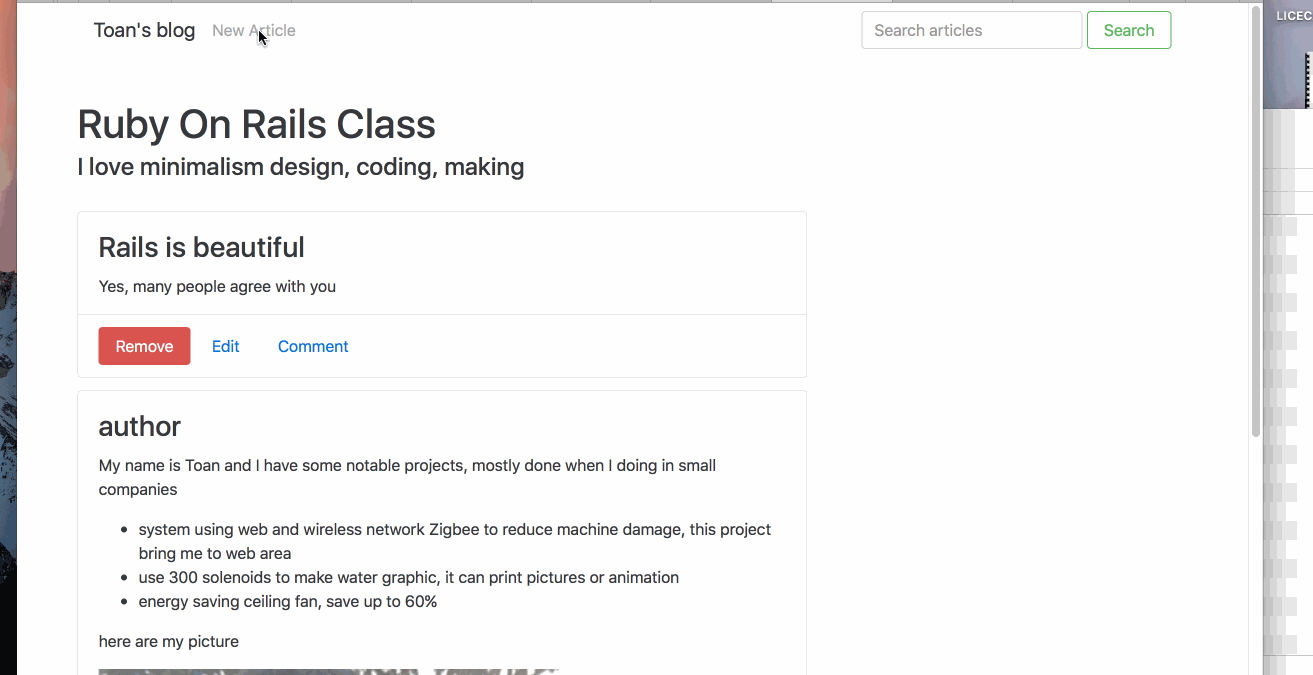 Toan's blog New Article Search articles Search
LICEC
Ruby On Rails Class
I love minimalism design, coding, making
Rails is beautiful
Yes, many people agree with you
Remove Edit Comment
author
My name is Toan and I have some notable projects, mostly done when I doing in small
companies
• system using web and wireless network Zigbee to reduce machine damage, this project
bring me to web area
• use 300 solenoids to make water graphic, it can print pictures or animation
• energy saving ceiling fan, save up to 60%
here are my picture